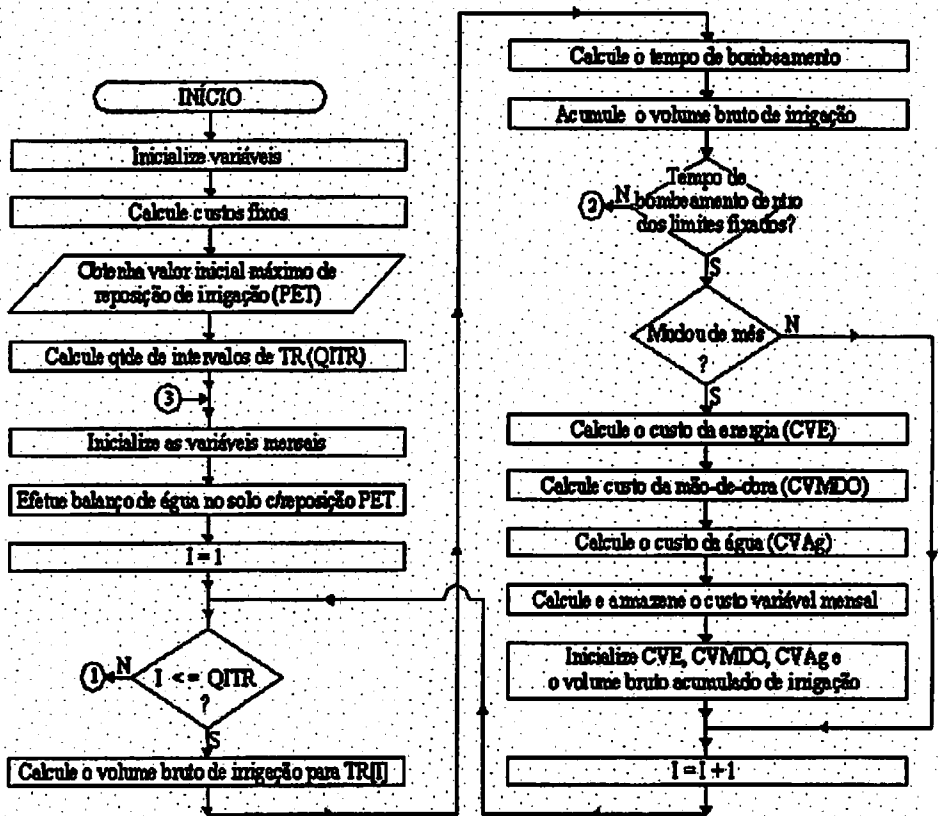 INÍCIO
Inicialize variáveis
Calcule custos fixos
Obtenha valor inicial máximo de
reposição de irrigação (PET)
Calcule qtde de intervalos de TR (QITR)
3
Inicialize as variáveis mensais
Efetue balanço de água no solo c/reposição PET
I = 1
1
N
I <= QITR
?
S
Calcule o volume bruto de irrigação para TR[I]
Calcule o tempo de bombeamento
Acumule o volume bruto de irrigação
Tempo de
2
N
bombeamento de ntro
dos limites fixados?
S
Mudou de mês
?
N
S
Calcule o custo da energia (CVE)
Calcule custo da mão-de-obra (CVMDO)
Calcule o custo da água (CVAg)
Calcule e armazene o custo variável mensal
Inicialize CVE, CVMDO, CVAg e
o volume bruto acumulado de irrigação
I = I + 1